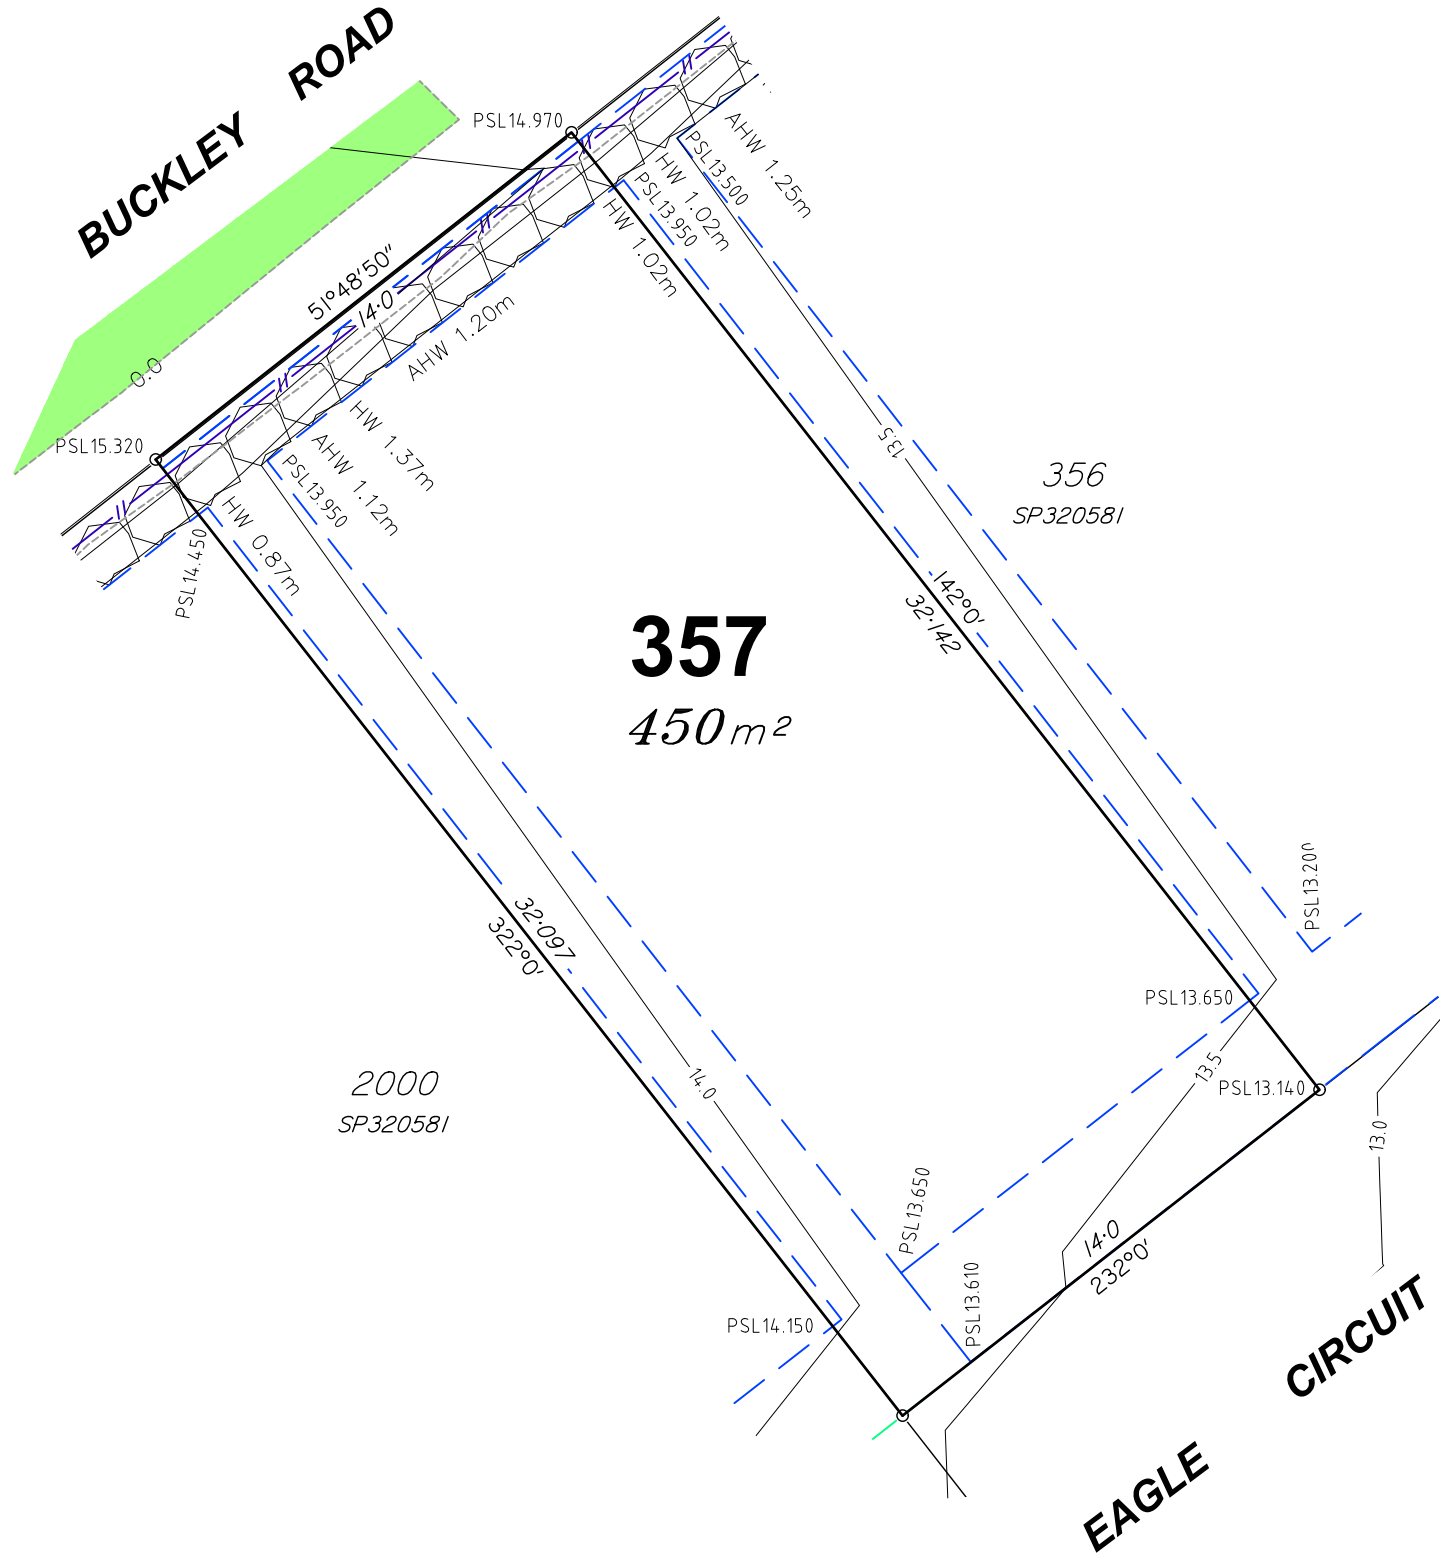 BUCKLEY ROAD
PSL14.970
AHW 1.25m
PSL13.500
HW 1.02m
PSL13.950
HW 1.02m
51°48'50"
14·0
AHW 1.20m
0.0
PSL15.320
HW 1.37m
AHW 1.12m
PSL13.950
HW 0.87m
PSL14.450
13.5
356
SP320581
142°0'
32·142
357
450 m²
PSL13.200
32·097
322°0'
PSL13.650
2000
SP320581
14.0
13.5
PSL13.140
13.0
PSL13.650
14·0
232°0'
PSL13.610
PSL14.150
EAGLE CIRCUIT